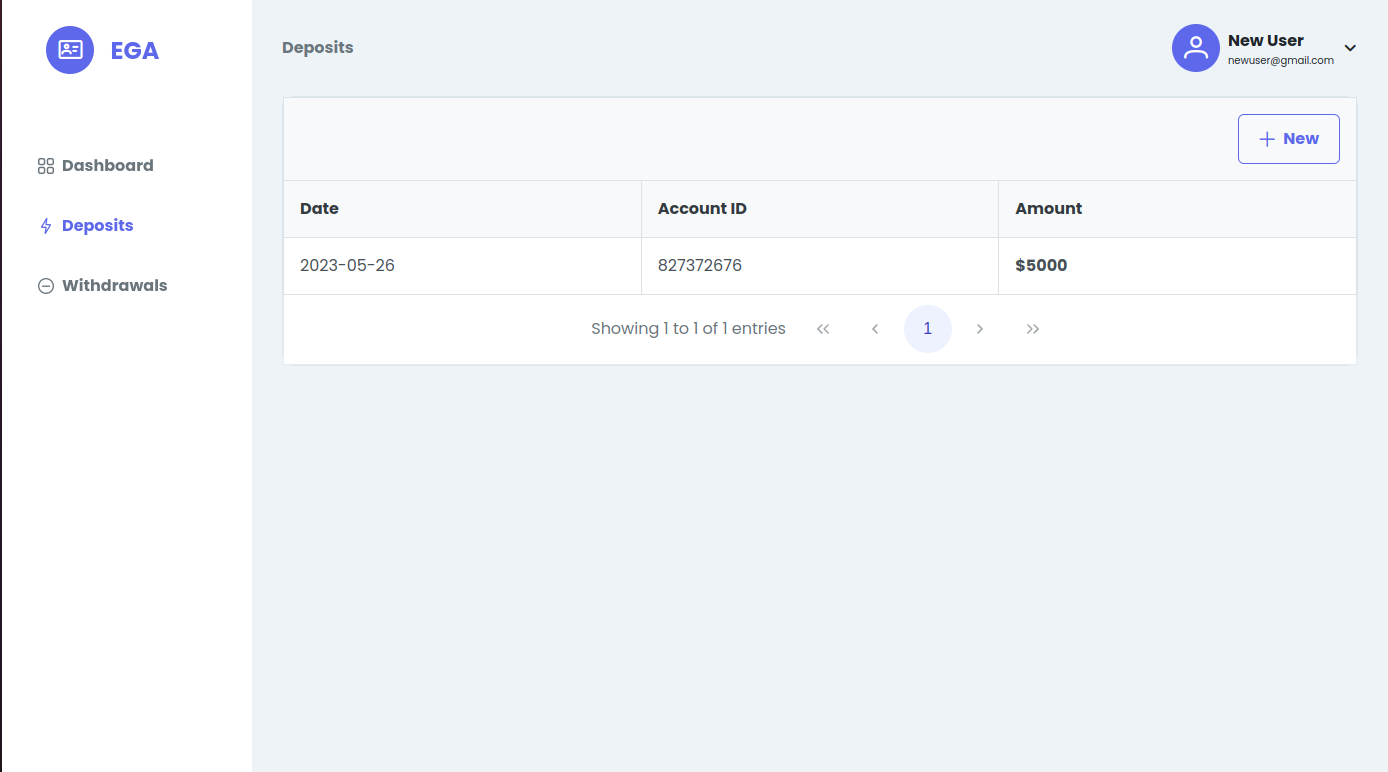 EGA
Dashboard
Deposits
Withdrawals
Deposits
New User
newuser@gmail.com
New
Date Account ID Amount
2023-05-26 827372676 $5000
Showing 1 to 1 of 1 entries 1